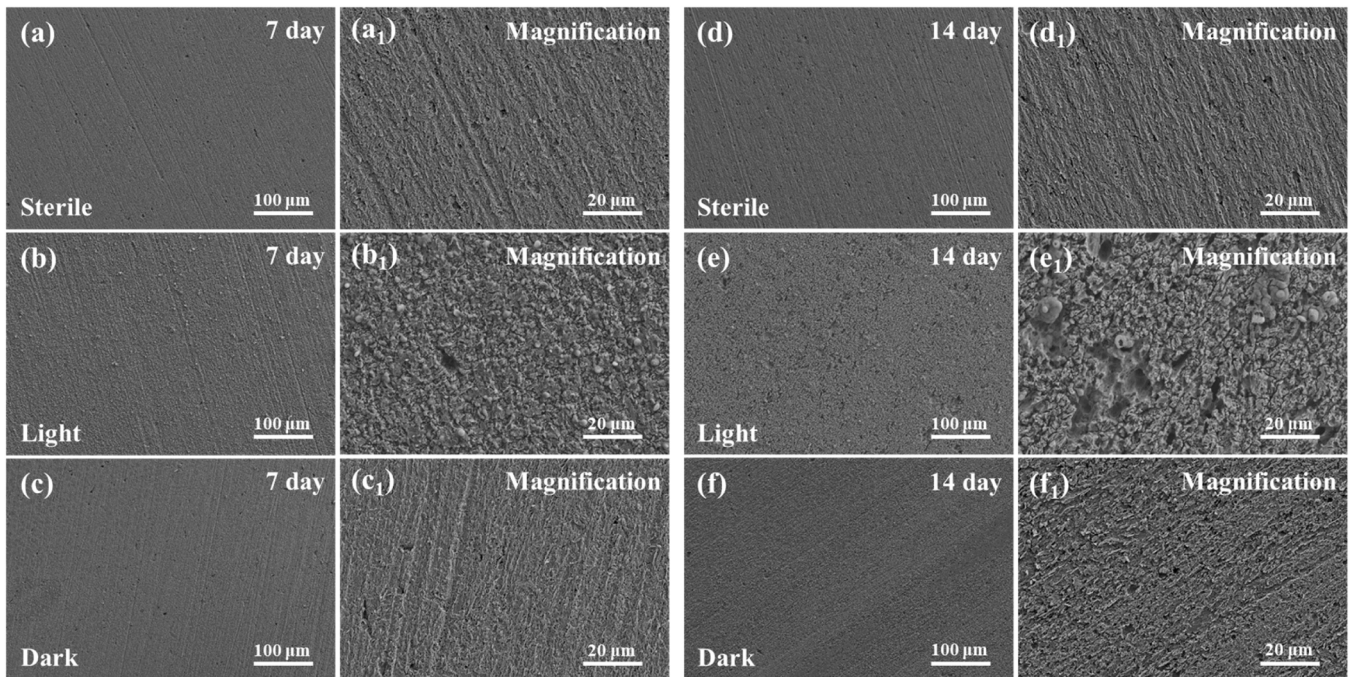 (a) 7 day
100 μm
Sterile
(a1) Magnification
20 μm
(d) 14 day
100 μm
Sterile
(d1) Magnification
20 μm
(b) 7 day
100 μm
Light
(b1) Magnification
20 μm
(e) 14 day
100 μm
Light
(e1) Magnification
20 μm
(c) 7 day
100 μm
Dark
(c1) Magnification
20 μm
(f) 14 day
100 μm
Dark
(f1) Magnification
20 μm